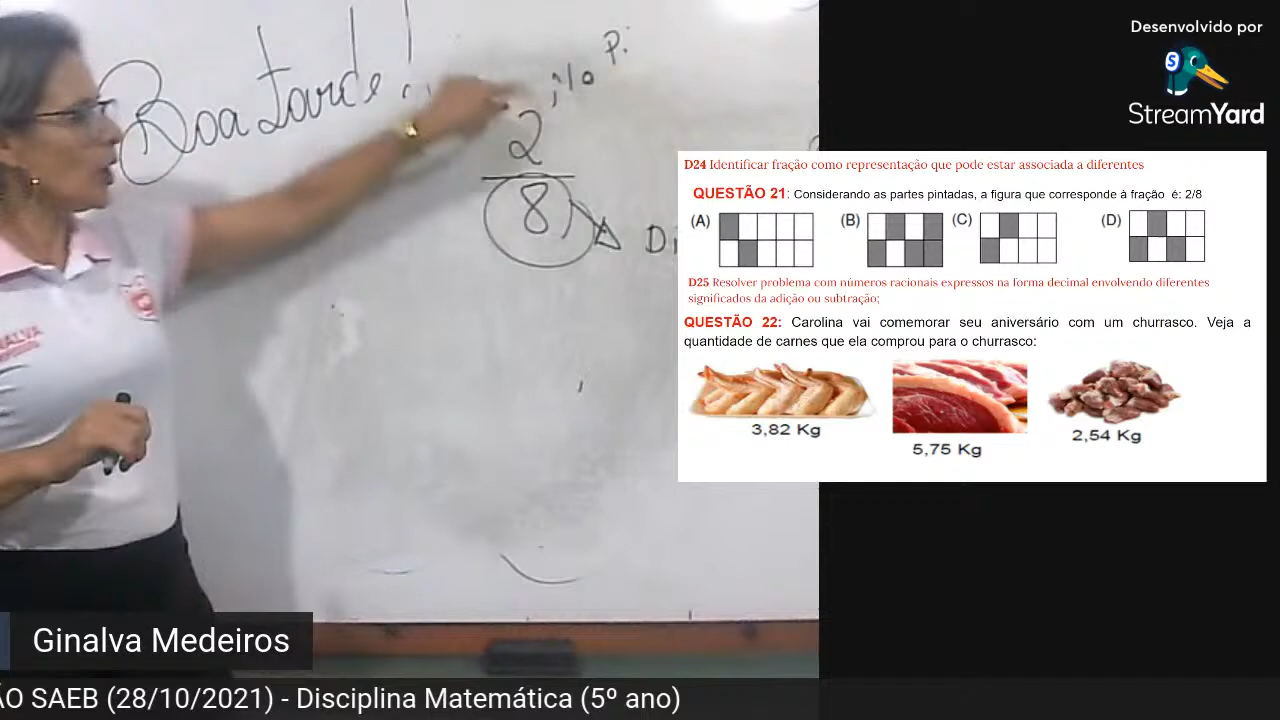 Boa tarde!
2
8
Desenvolvido por
StreamYard
D24 Identificar fração como representação que pode estar associada a diferentes
QUESTÃO 21: Considerando as partes pintadas, a figura que corresponde à fração é: 2/8
(A) (B) (C) (D)
D25 Resolver problema com números racionais expressos na forma decimal envolvendo diferentes
significados da adição ou subtração;
QUESTÃO 22: Carolina vai comemorar seu aniversário com um churrasco. Veja a
quantidade de carnes que ela comprou para o churrasco:
3,82 Kg
5,75 Kg
2,54 Kg
Ginalva Medeiros
ÃO SAEB (28/10/2021) - Disciplina Matemática (5º ano)